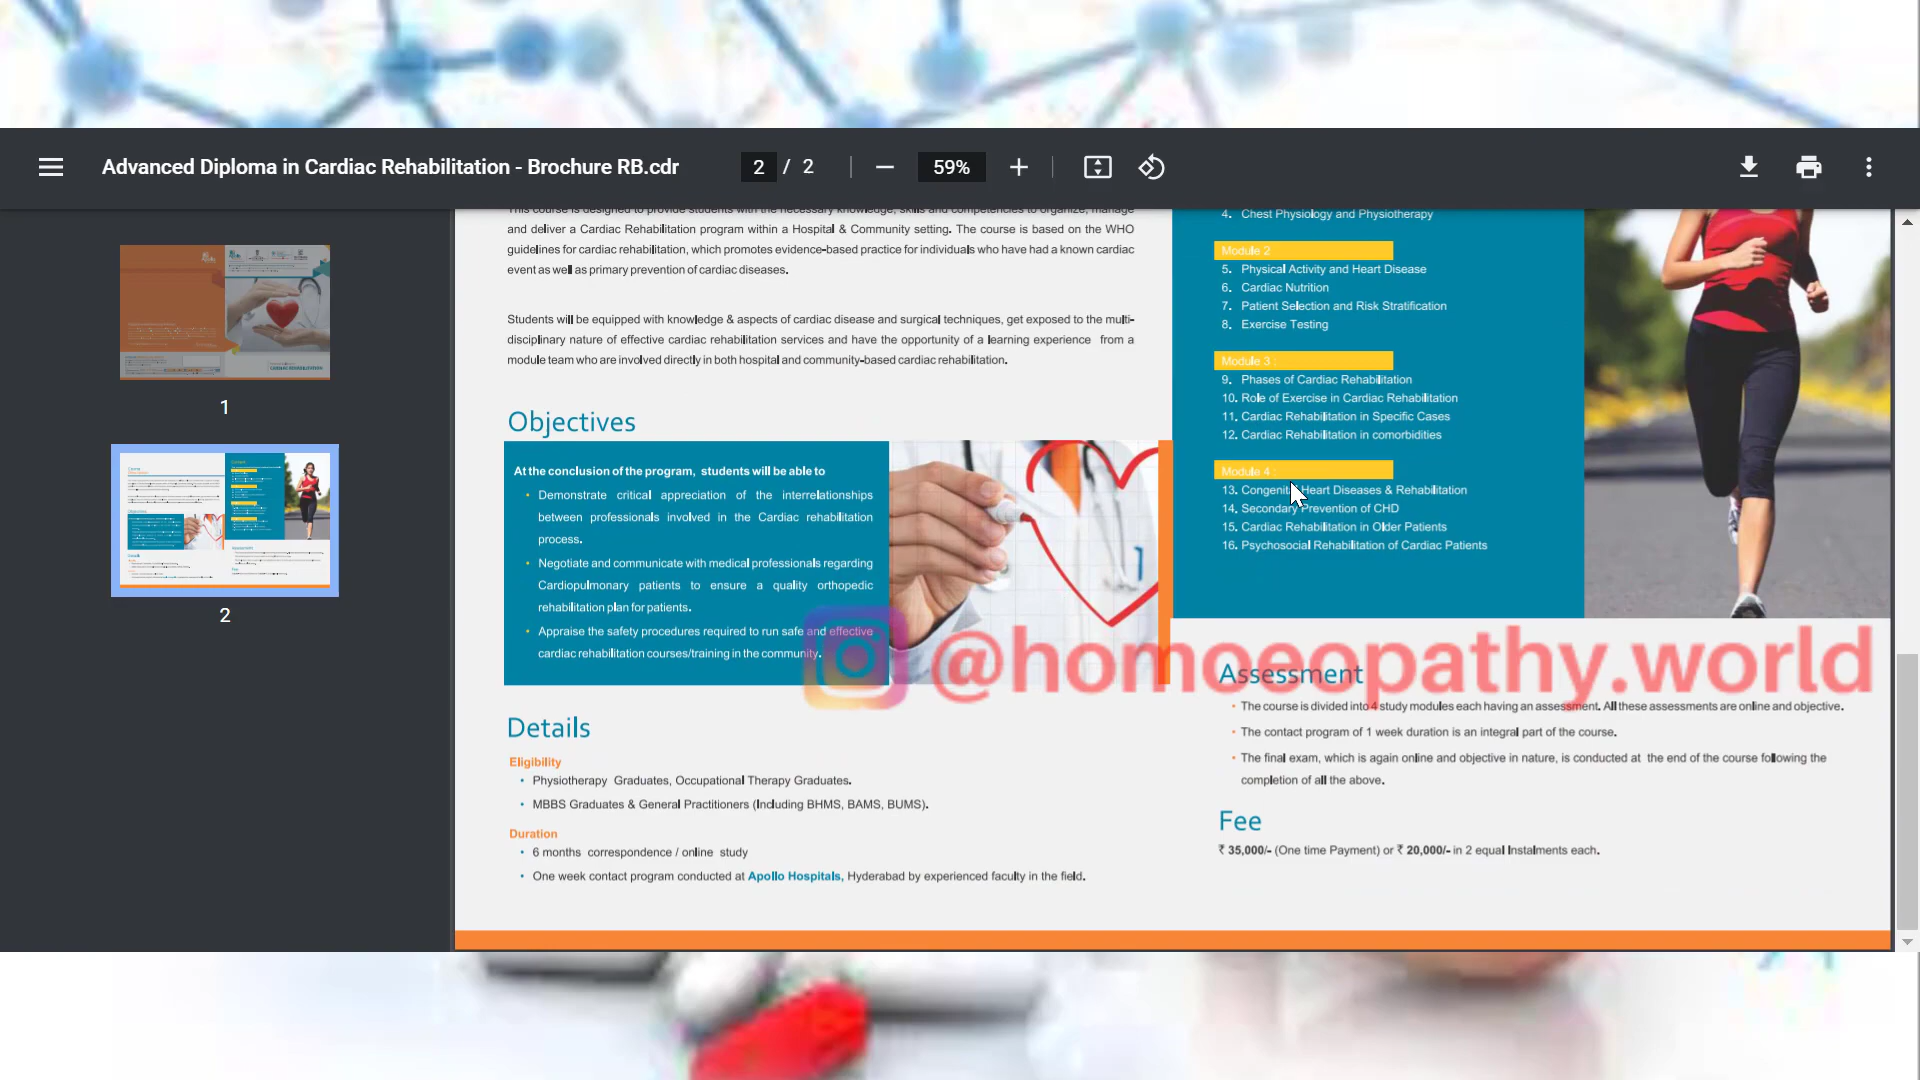 Advanced Diploma in Cardiac Rehabilitation - Brochure RB.cdr
2 / 2
59%
1
2
This course is designed to provide students with the necessary knowledge, skills and competencies to organize, manage
and deliver a Cardiac Rehabilitation program within a Hospital & Community setting. The course is based on the WHO
guidelines for cardiac rehabilitation, which promotes evidence-based practice for individuals who have had a known cardiac
event as well as primary prevention of cardiac diseases.
Students will be equipped with knowledge & aspects of cardiac disease and surgical techniques, get exposed to the multi-
disciplinary nature of effective cardiac rehabilitation services and have the opportunity of a learning experience from a
module team who are involved directly in both hospital and community-based cardiac rehabilitation.
Objectives
At the conclusion of the program, students will be able to
• Demonstrate critical appreciation of the interrelationships
between professionals involved in the Cardiac rehabilitation
process.
• Negotiate and communicate with medical professionals regarding
Cardiopulmonary patients to ensure a quality orthopedic
rehabilitation plan for patients.
• Appraise the safety procedures required to run safe and effective
cardiac rehabilitation courses/training in the community.
Details
Eligibility
• Physiotherapy Graduates, Occupational Therapy Graduates.
• MBBS Graduates & General Practitioners (Including BHMS, BAMS, BUMS).
Duration
• 6 months correspondence / online study
• One week contact program conducted at Apollo Hospitals, Hyderabad by experienced faculty in the field.
4. Chest Physiology and Physiotherapy
Module 2
5. Physical Activity and Heart Disease
6. Cardiac Nutrition
7. Patient Selection and Risk Stratification
8. Exercise Testing
Module 3 :
9. Phases of Cardiac Rehabilitation
10. Role of Exercise in Cardiac Rehabilitation
11. Cardiac Rehabilitation in Specific Cases
12. Cardiac Rehabilitation in comorbidities
Module 4 :
13. Congenital Heart Diseases & Rehabilitation
14. Secondary Prevention of CHD
15. Cardiac Rehabilitation in Older Patients
16. Psychosocial Rehabilitation of Cardiac Patients
@homoeopathy.world
Assessment
• The course is divided into 4 study modules each having an assessment. All these assessments are online and objective.
• The contact program of 1 week duration is an integral part of the course.
• The final exam, which is again online and objective in nature, is conducted at the end of the course following the
completion of all the above.
Fee
₹ 35,000/- (One time Payment) or ₹ 20,000/- in 2 equal Instalments each.